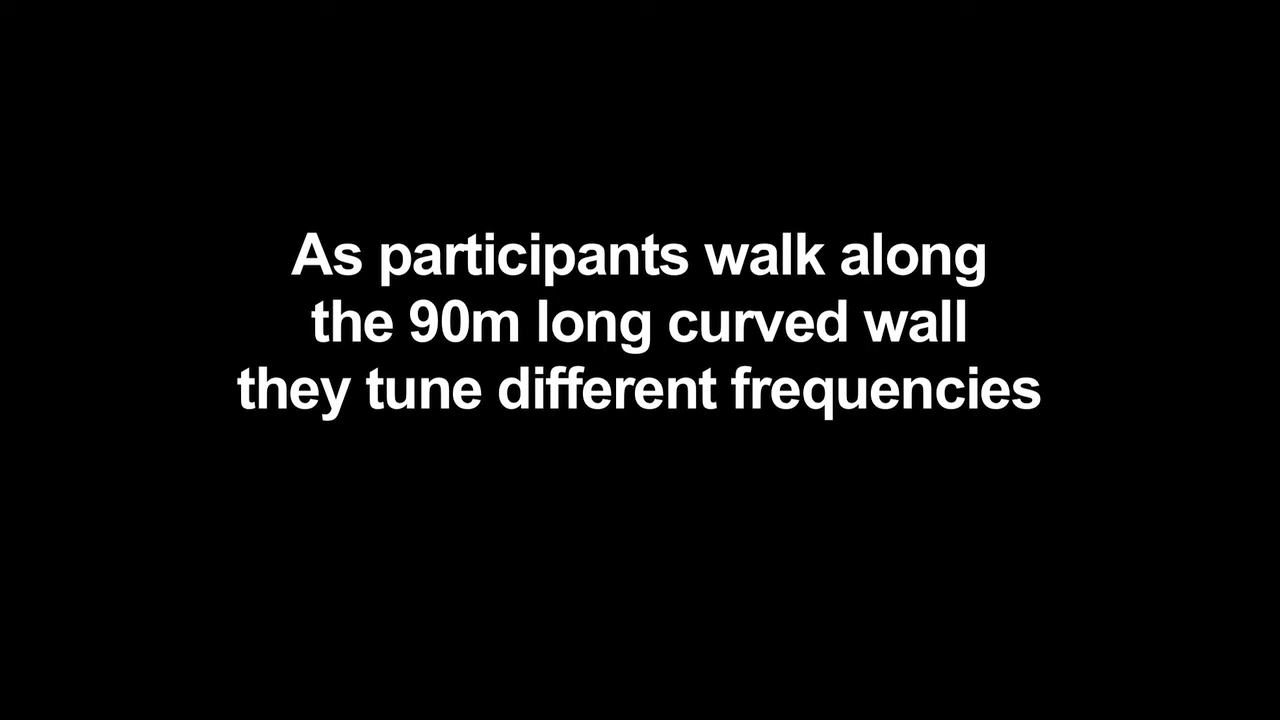 As participants walk along
the 90m long curved wall
they tune different frequencies